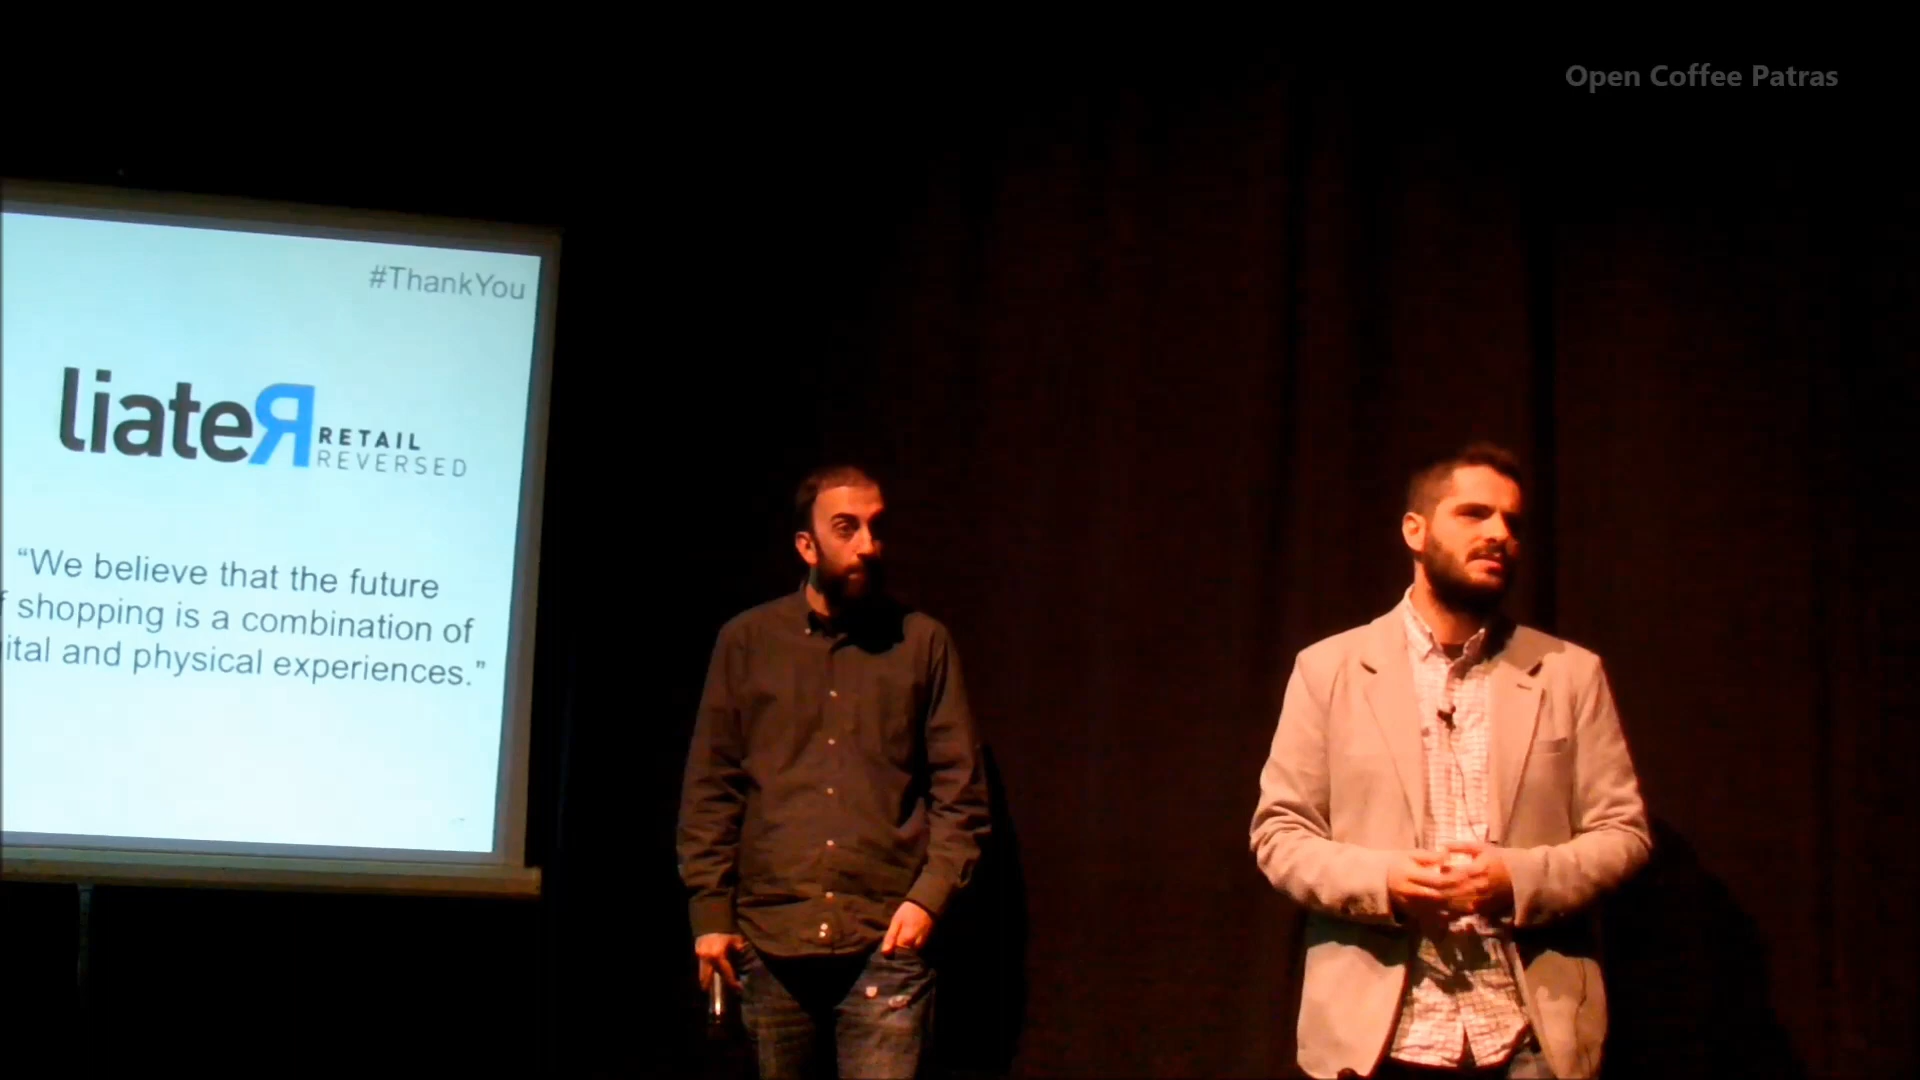 Open Coffee Patras
#ThankYou
liateЯ
RETAIL
REVERSED
“We believe that the future
shopping is a combination of
ital and physical experiences.”